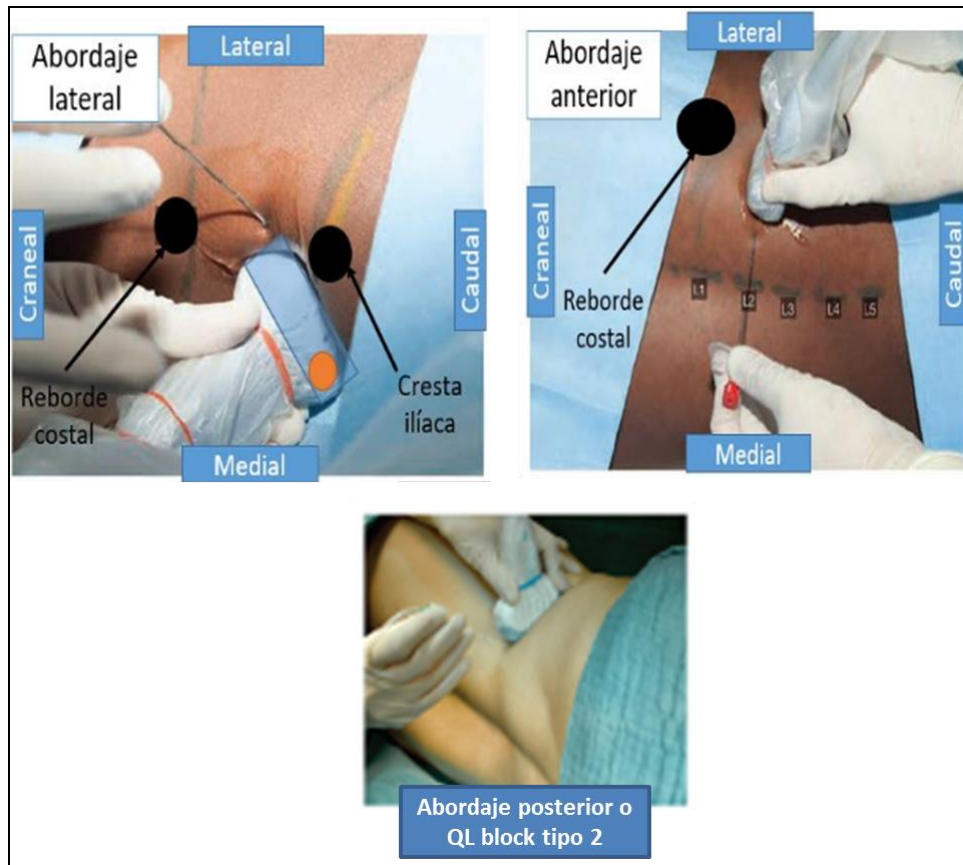 Lateral
Abordaje
lateral
Craneal
Caudal
Reborde
costal
Cresta
ilíaca
Medial
Lateral
Abordaje
anterior
Craneal
Caudal
Reborde
costal
L1
L2
L3
L4
L5
Medial
Abordaje posterior o
QL block tipo 2